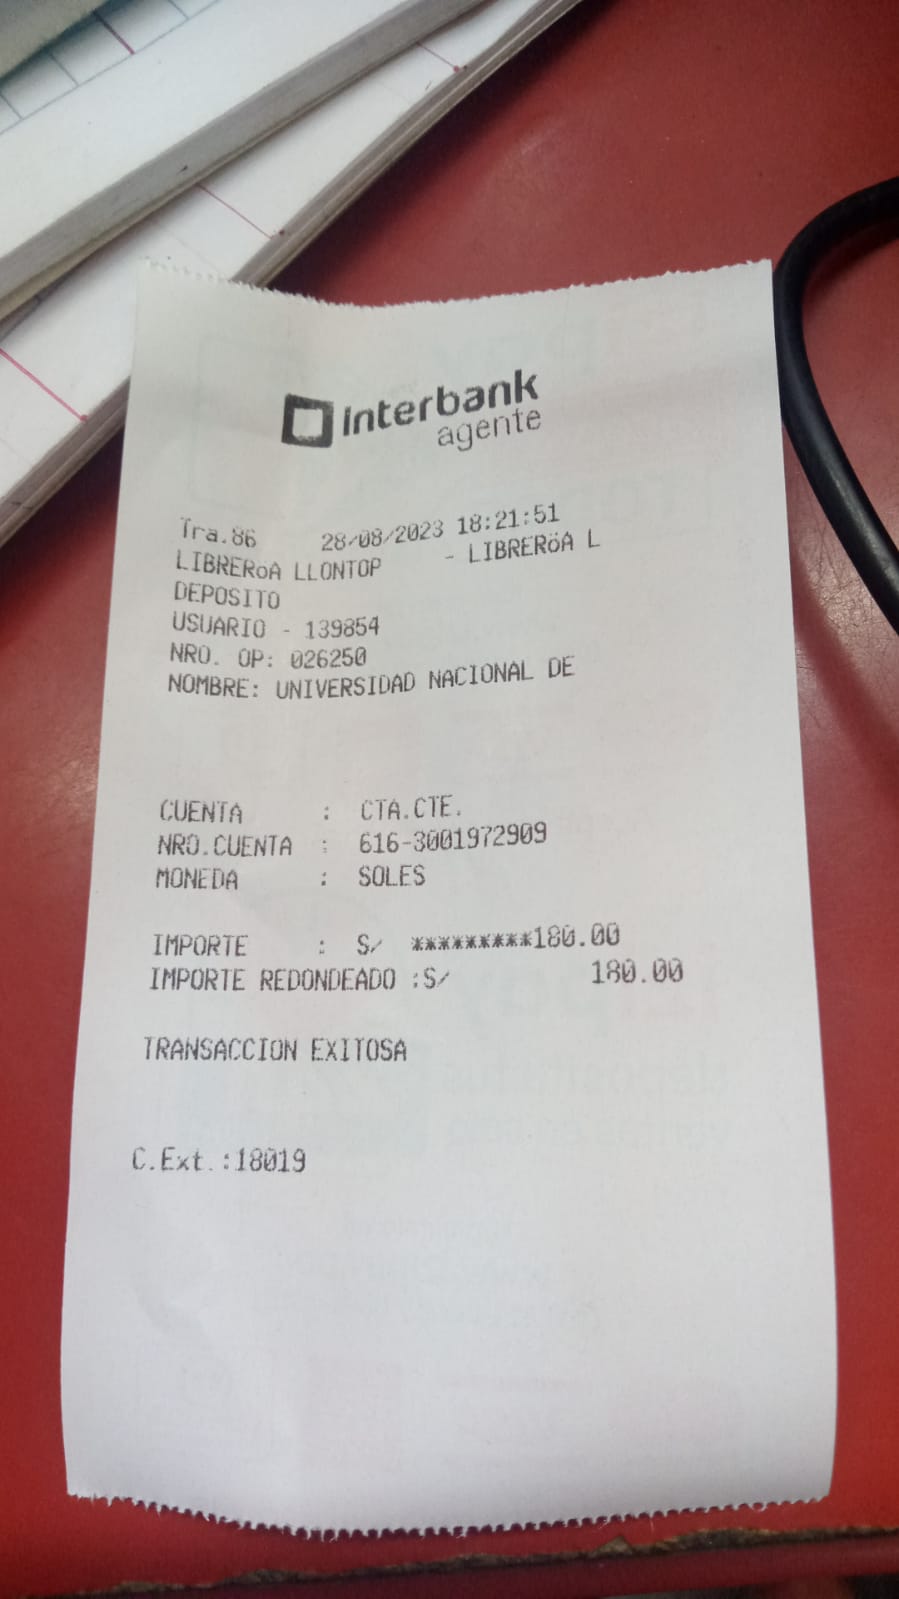 Interbank
agente
Tra.86 28/08/2023 18:21:51
LIBRERöA LLONTOP - LIBRERöA L
DEPOSITO
USUARIO - 139854
NRO. OP: 026250
NOMBRE: UNIVERSIDAD NACIONAL DE
CUENTA : CTA.CTE.
NRO.CUENTA : 616-3001972909
MONEDA : SOLES
IMPORTE : S/ *********180.00
IMPORTE REDONDEADO :S/ 180.00
TRANSACCION EXITOSA
C.Ext.:18019